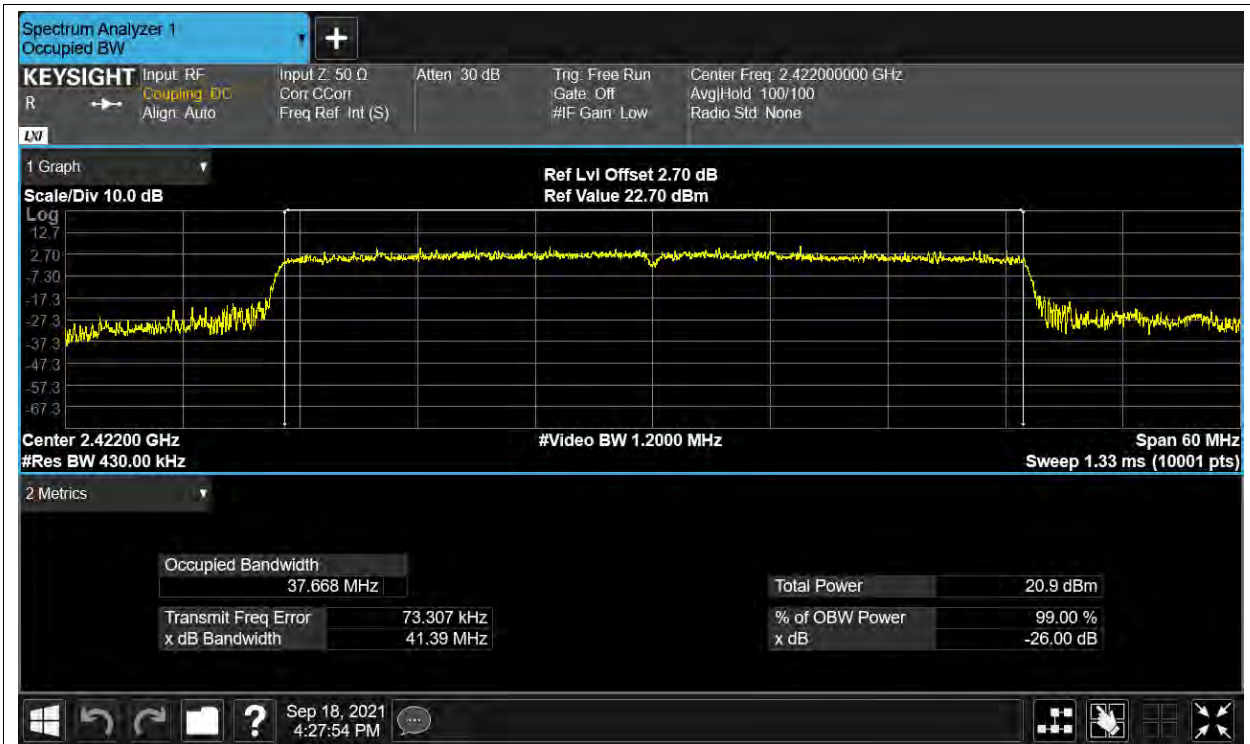 Spectrum Analyzer 1
Occupied BW
+
KEYSIGHT Input: RF Input Z: 50 Ω Atten: 30 dB Trig: Free Run Center Freq: 2.422000000 GHz
R Coupling: DC Corr CCorr Gate: Off Avg|Hold: 100/100
Align: Auto Freq Ref: Int (S) #IF Gain: Low Radio Std: None
LXI
1 Graph
Ref Lvl Offset 2.70 dB
Scale/Div 10.0 dB Ref Value 22.70 dBm
Log
12.7
2.70
-7.30
-17.3
-27.3
-37.3
-47.3
-57.3
-67.3
Center 2.42200 GHz #Video BW 1.2000 MHz Span 60 MHz
#Res BW 430.00 kHz Sweep 1.33 ms (10001 pts)
2 Metrics
Occupied Bandwidth
37.668 MHz Total Power 20.9 dBm
Transmit Freq Error 73.307 kHz % of OBW Power 99.00 %
x dB Bandwidth 41.39 MHz x dB -26.00 dB
? Sep 18, 2021
4:27:54 PM